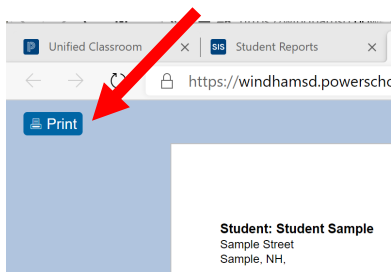 Unified Classroom
SIS Student Reports
https://windhamsd.powerscho
Print
Student: Student Sample
Sample Street
Sample, NH,